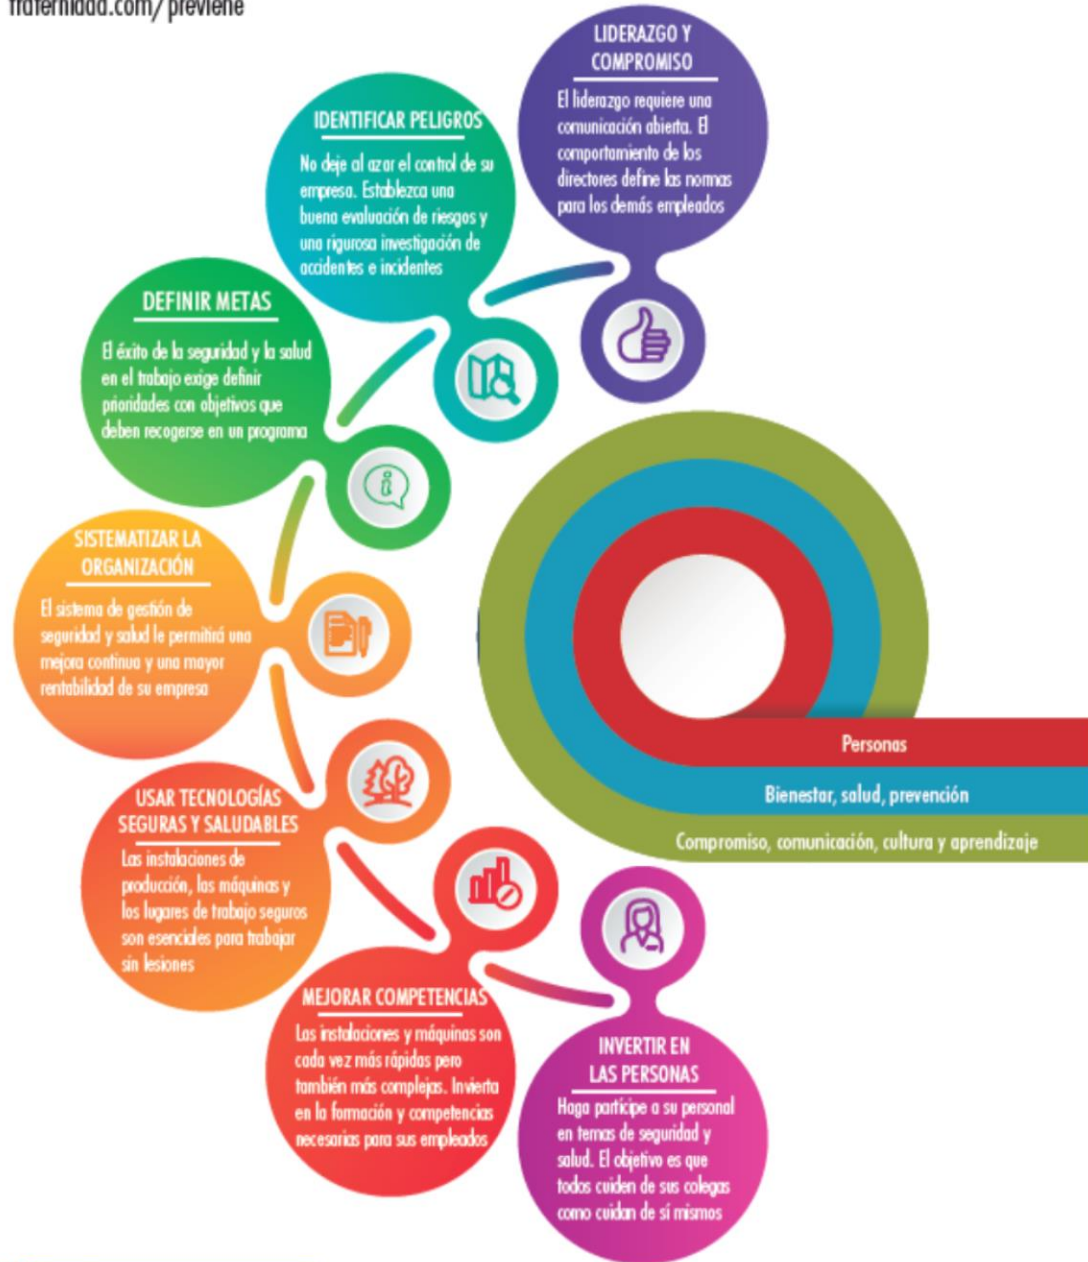 fraternidad.com/previene
LIDERAZGO Y
COMPROMISO
El liderazgo requiere una
comunicación abierta. El
comportamiento de los
directores define las normas
para los demás empleados
IDENTIFICAR PELIGROS
No deje al azar el control de su
empresa. Establezca una
buena evaluación de riesgos y
una rigurosa investigación de
accidentes e incidentes
DEFINIR METAS
El éxito de la seguridad y la salud
en el trabajo exige definir
prioridades con objetivos que
deben recogerse en un programa
SISTEMATIZAR LA
ORGANIZACIÓN
El sistema de gestión de
seguridad y salud le permitirá una
mejora continua y una mayor
rentabilidad de su empresa
USAR TECNOLOGÍAS
SEGURAS Y SALUDABLES
Las instalaciones de
producción, las máquinas y
los lugares de trabajo seguros
son esenciales para trabajar
sin lesiones
MEJORAR COMPETENCIAS
Las instalaciones y máquinas son
cada vez más rápidas pero
también más complejas. Invierta
en la formación y competencias
necesarias para sus empleados
INVERTIR EN
LAS PERSONAS
Haga partícipe a su personal
en temas de seguridad y
salud. El objetivo es que
todos cuiden de sus colegas
como cuidan de sí mismos
Personas
Bienestar, salud, prevención
Compromiso, comunicación, cultura y aprendizaje